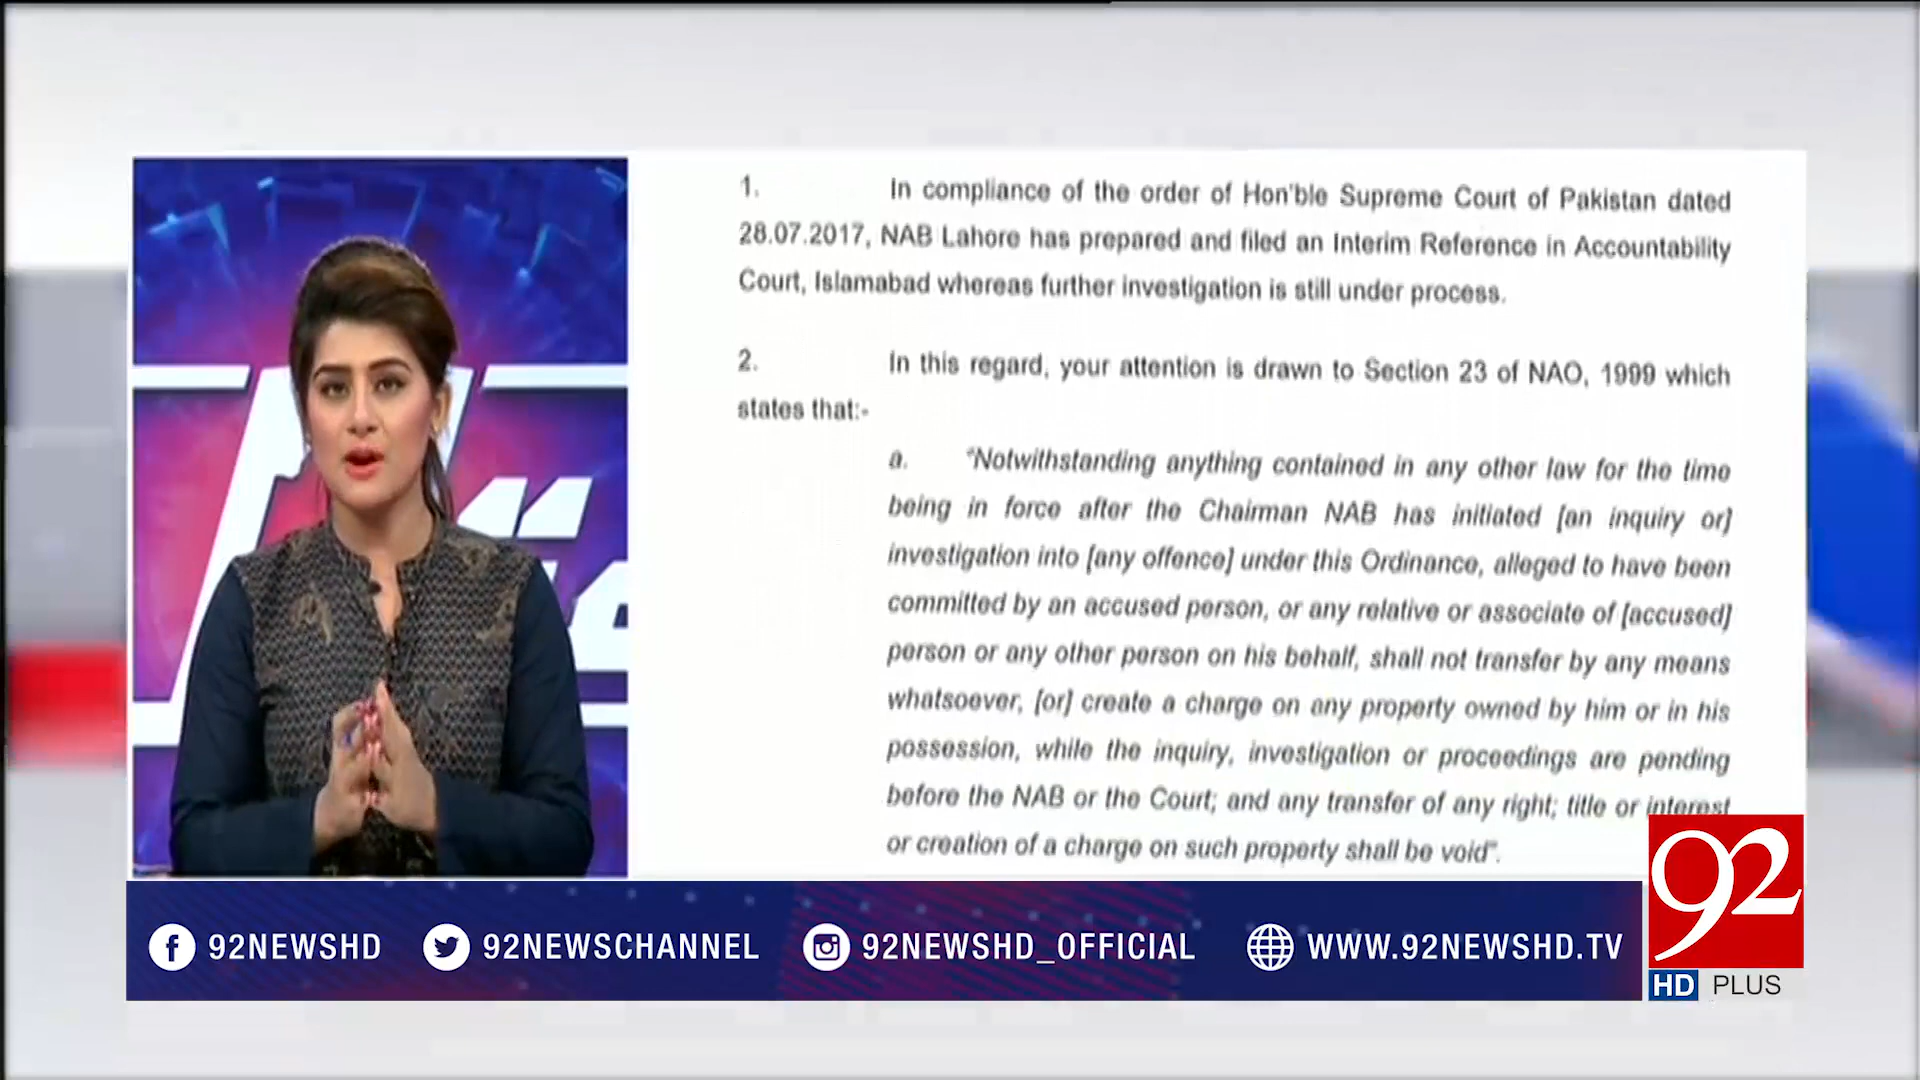 1. In compliance of the order of Hon'ble Supreme Court of Pakistan dated
28.07.2017, NAB Lahore has prepared and filed an Interim Reference in Accountability
Court, Islamabad whereas further investigation is still under process.
2. In this regard, your attention is drawn to Section 23 of NAO, 1999 which
states that:-
a. "Notwithstanding anything contained in any other law for the time
being in force after the Chairman NAB has initiated [an inquiry or]
investigation into [any offence] under this Ordinance, alleged to have been
committed by an accused person, or any relative or associate of [accused]
person or any other person on his behalf, shall not transfer by any means
whatsoever, [or] create a charge on any property owned by him or in his
possession, while the inquiry, investigation or proceedings are pending
before the NAB or the Court; and any transfer of any right; title or interest
or creation of a charge on such property shall be void".
92NEWSHD 92NEWSCHANNEL 92NEWSHD_OFFICIAL WWW.92NEWSHD.TV
92
HD PLUS